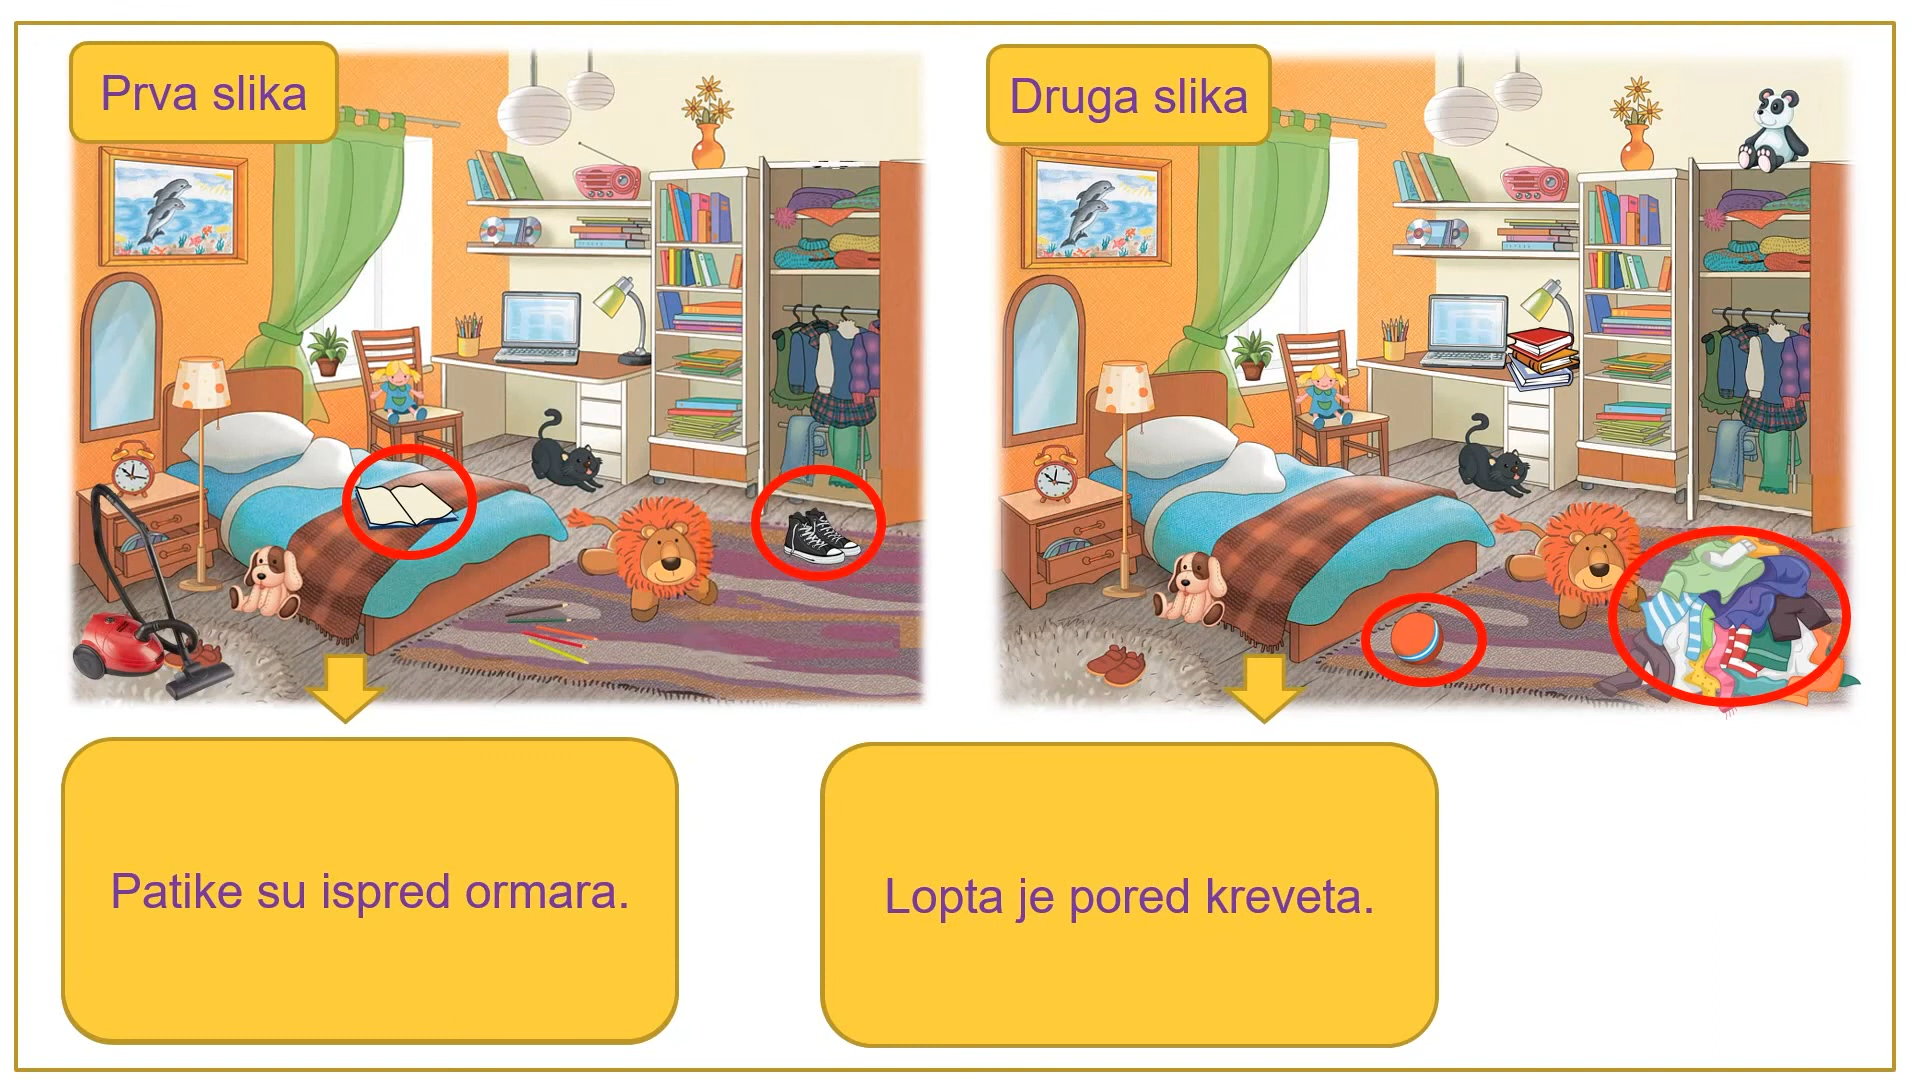 Prva slika
Druga slika
Patike su ispred ormara.
Lopta je pored kreveta.